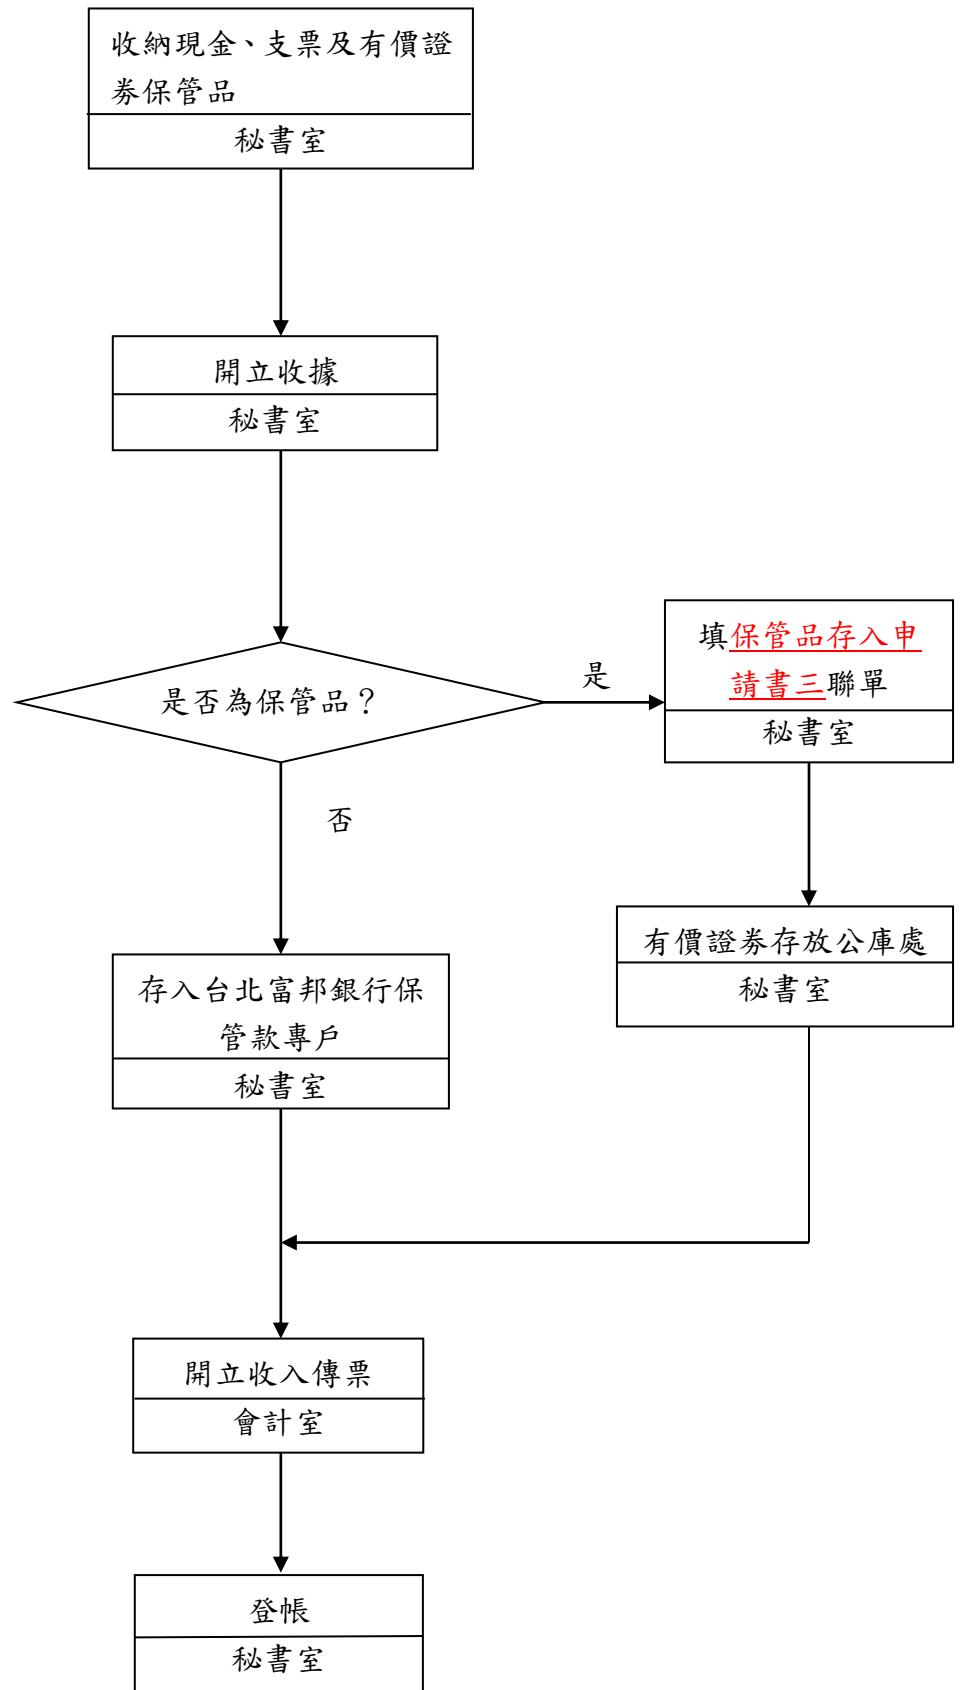 收納現金、支票及有價證
券保管品
秘書室
開立收據
秘書室
是否為保管品？
是
填保管品存入申
請書三聯單
秘書室
否
有價證券存放公庫處
秘書室
存入台北富邦銀行保
管款專戶
秘書室
開立收入傳票
會計室
登帳
秘書室